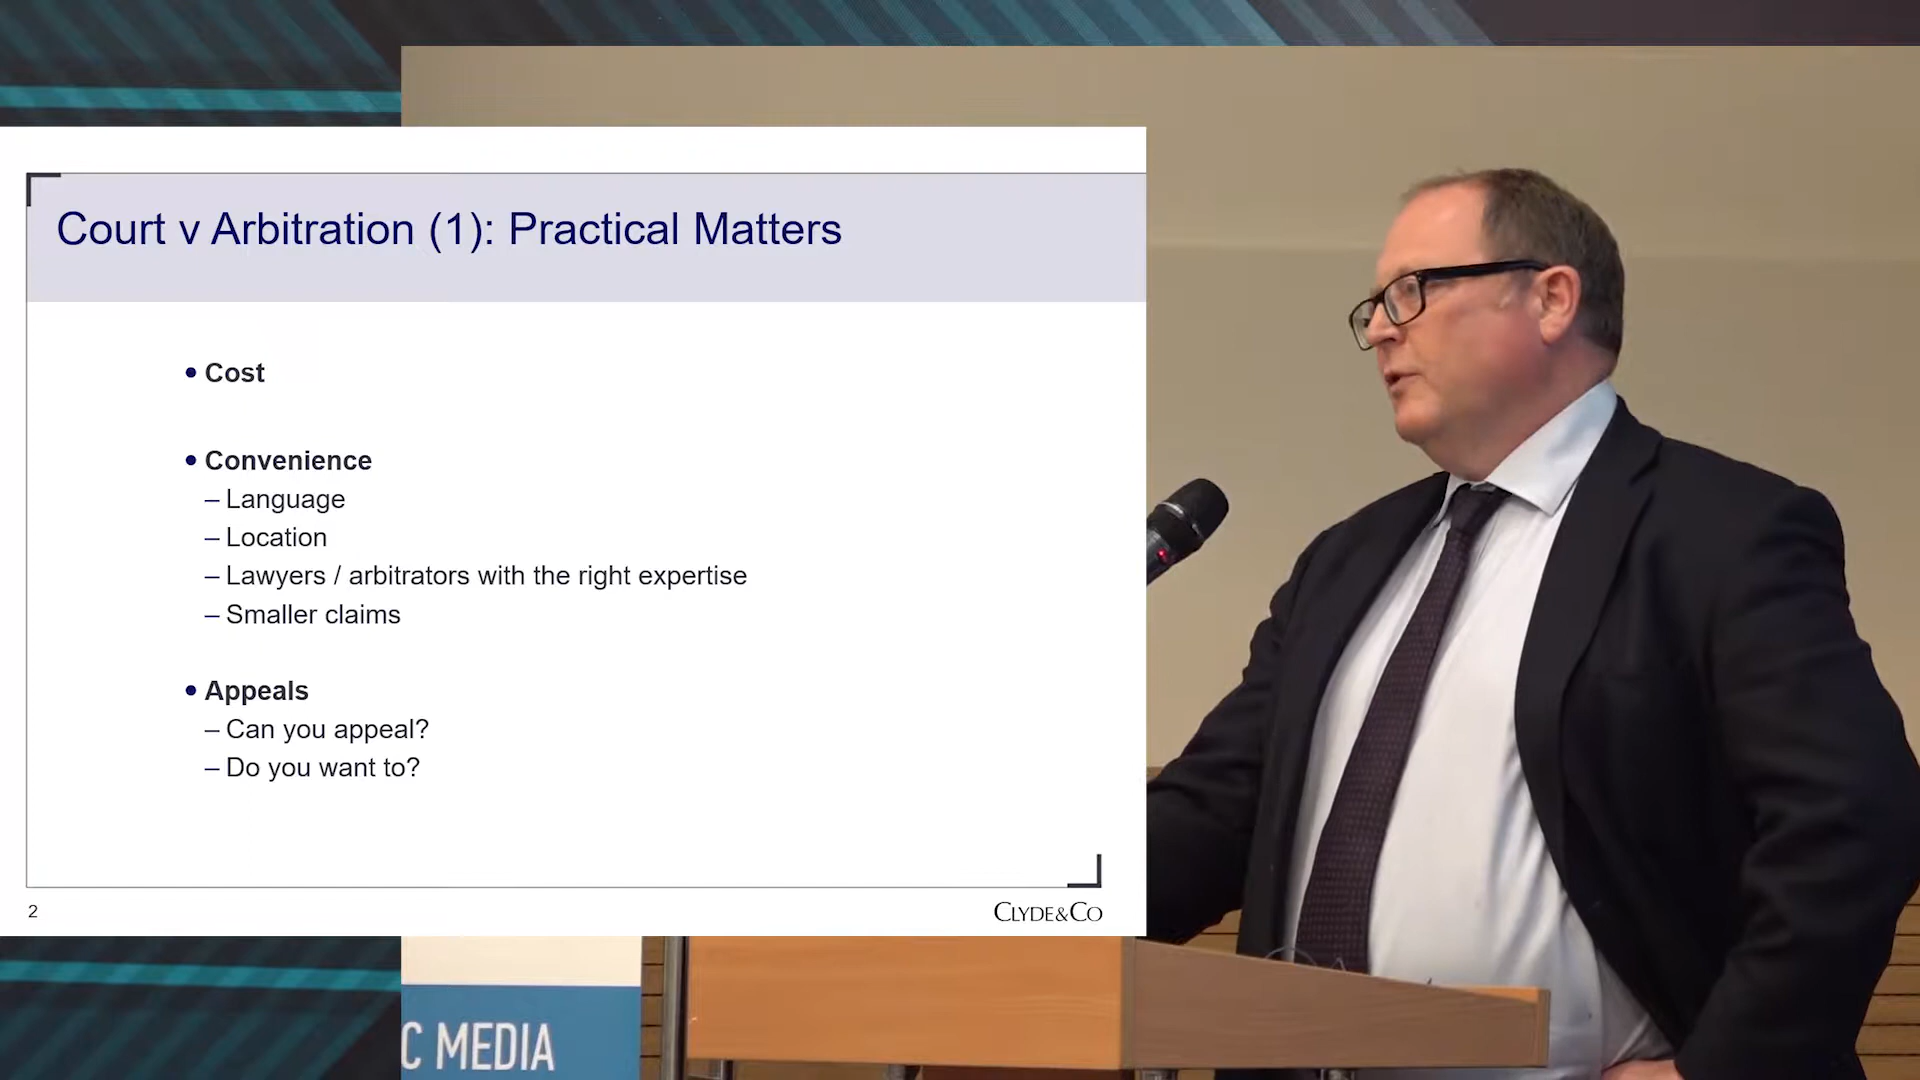 Court v Arbitration (1): Practical Matters
• Cost
• Convenience
– Language
– Location
– Lawyers / arbitrators with the right expertise
– Smaller claims
• Appeals
– Can you appeal?
– Do you want to?
2
CLYDE&CO
C MEDIA